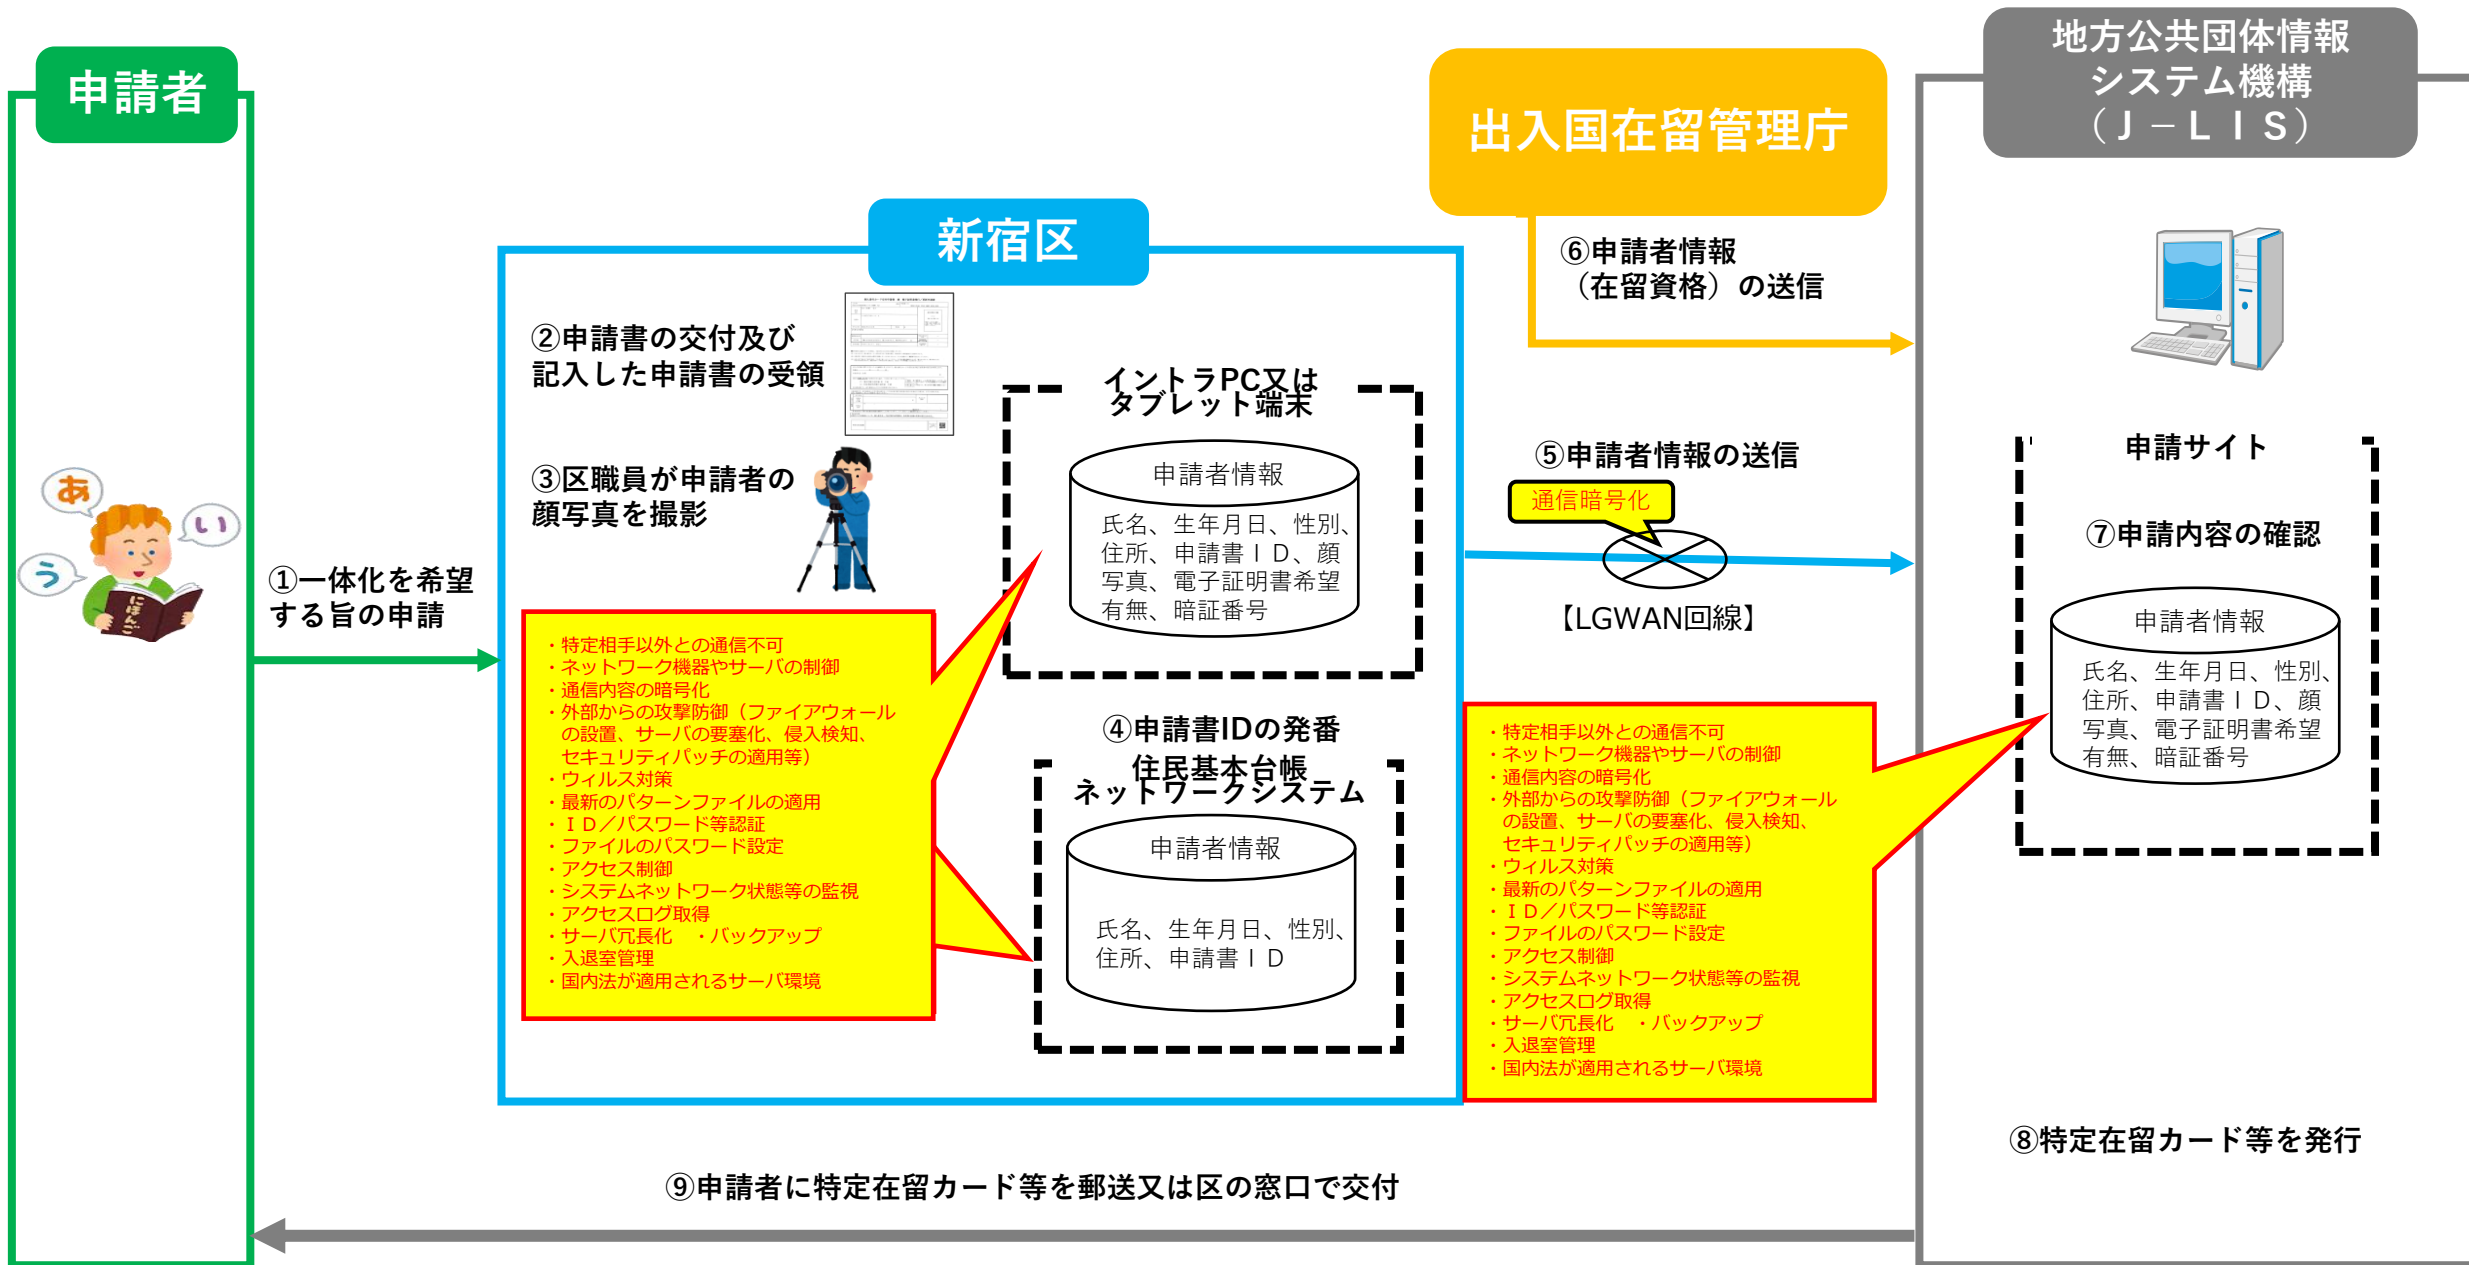 申請者
あ
い
う
にほんご
①一体化を希望
する旨の申請
新宿区
②申請書の交付及び
記入した申請書の受領
③区職員が申請者の
顔写真を撮影
・特定相手以外との通信不可
・ネットワーク機器やサーバの制御
・通信内容の暗号化
・外部からの攻撃防御（ファイアウォール
の設置、サーバの要塞化、侵入検知、
セキュリティパッチの適用等）
・ウィルス対策
・最新のパターンファイルの適用
・ＩＤ／パスワード等認証
・ファイルのパスワード設定
・アクセス制御
・システムネットワーク状態等の監視
・アクセスログ取得
・サーバ冗長化　・バックアップ
・入退室管理
・国内法が適用されるサーバ環境
イントラPC又は
タブレット端末
申請者情報
氏名、生年月日、性別、
住所、申請書ＩＤ、顔
写真、電子証明書希望
有無、暗証番号
④申請書IDの発番
住民基本台帳
ネットワークシステム
申請者情報
氏名、生年月日、性別、
住所、申請書ＩＤ
出入国在留管理庁
⑥申請者情報
（在留資格）の送信
⑤申請者情報の送信
通信暗号化
【LGWAN回線】
・特定相手以外との通信不可
・ネットワーク機器やサーバの制御
・通信内容の暗号化
・外部からの攻撃防御（ファイアウォール
の設置、サーバの要塞化、侵入検知、
セキュリティパッチの適用等）
・ウィルス対策
・最新のパターンファイルの適用
・ＩＤ／パスワード等認証
・ファイルのパスワード設定
・アクセス制御
・システムネットワーク状態等の監視
・アクセスログ取得
・サーバ冗長化　・バックアップ
・入退室管理
・国内法が適用されるサーバ環境
地方公共団体情報
システム機構
（Ｊ－ＬＩＳ）
申請サイト
⑦申請内容の確認
申請者情報
氏名、生年月日、性別、
住所、申請書ＩＤ、顔
写真、電子証明書希望
有無、暗証番号
⑧特定在留カード等を発行
⑨申請者に特定在留カード等を郵送又は区の窓口で交付